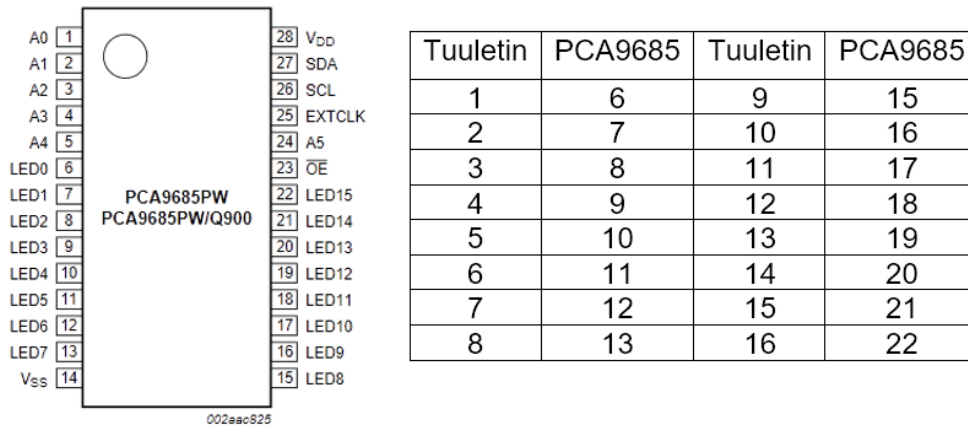 A0 1
A1 2
A2 3
A3 4
A4 5
LED0 6
LED1 7
LED2 8
LED3 9
LED4 10
LED5 11
LED6 12
LED7 13
VSS 14
PCA9685PW
PCA9685PW/Q900
28 VDD
27 SDA
26 SCL
25 EXTCLK
24 A5
23 OE
22 LED15
21 LED14
20 LED13
19 LED12
18 LED11
17 LED10
16 LED9
15 LED8
002aac825
Tuuletin PCA9685 Tuuletin PCA9685
1 6 9 15
2 7 10 16
3 8 11 17
4 9 12 18
5 10 13 19
6 11 14 20
7 12 15 21
8 13 16 22